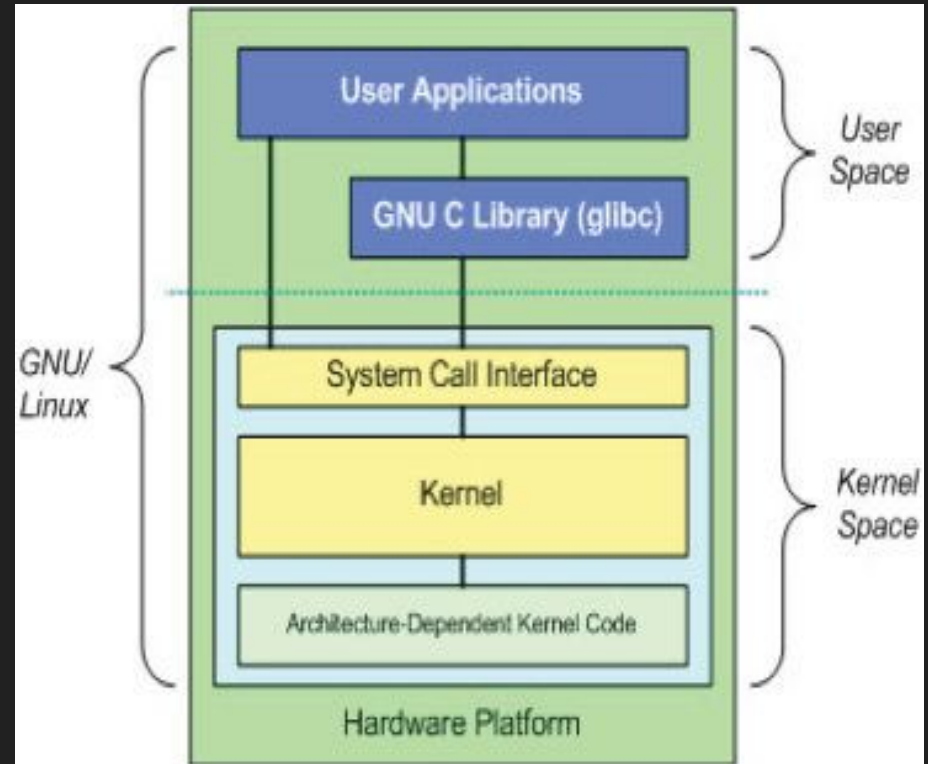 User Applications
User
Space
GNU C Library (glibc)
GNU/
Linux
System Call Interface
Kernel
Kernel
Space
Architecture-Dependent Kernel Code
Hardware Platform